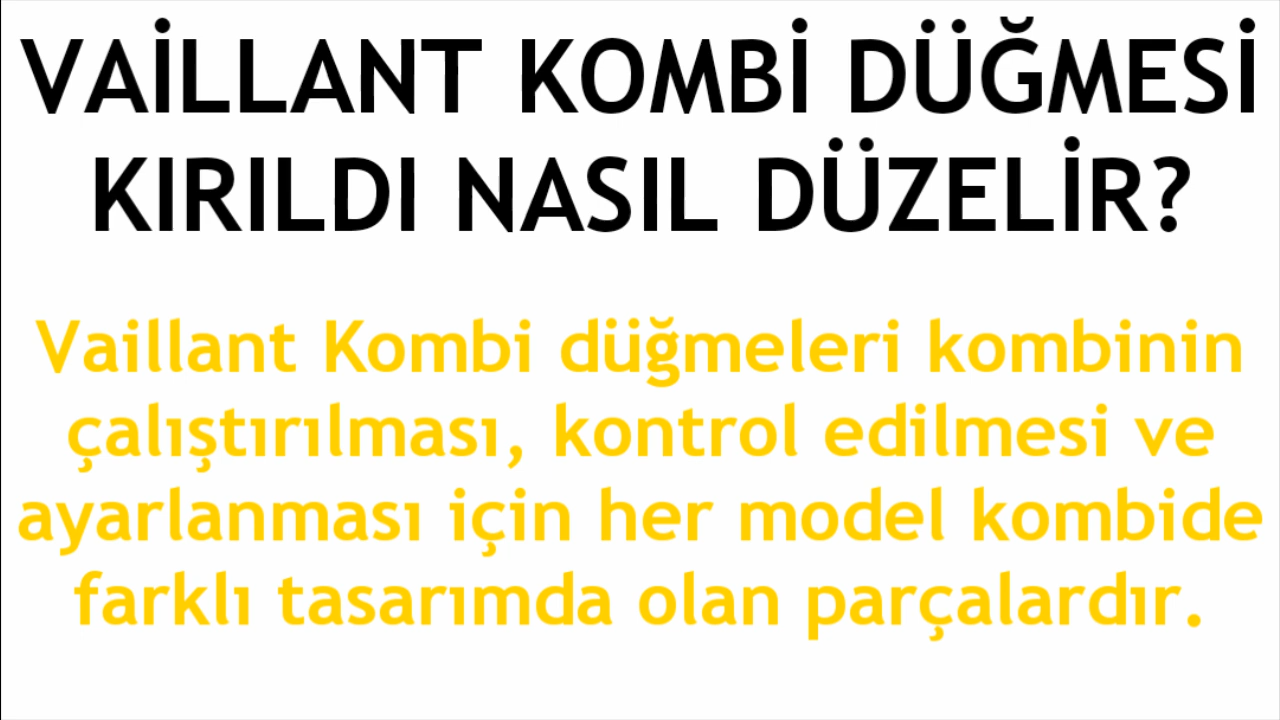 VAİLLANT KOMBİ DÜĞMESİ
KIRILDI NASIL DÜZELİR?
Vaillant Kombi düğmeleri kombinin
çalıştırılması, kontrol edilmesi ve
ayarlanması için her model kombide
farklı tasarımda olan parçalardır.